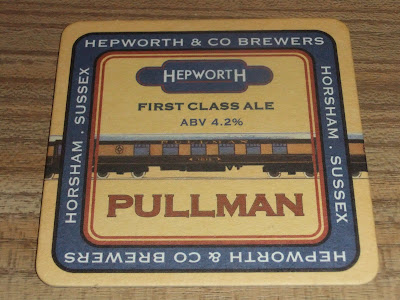 HEPWORTH & CO BREWERS
HORSHAM . SUSSEX
HEPWORTH
FIRST CLASS ALE
ABV 4.2%
PULLMAN
HORSHAM . SUSSEX
HEPWORTH & CO BREWERS